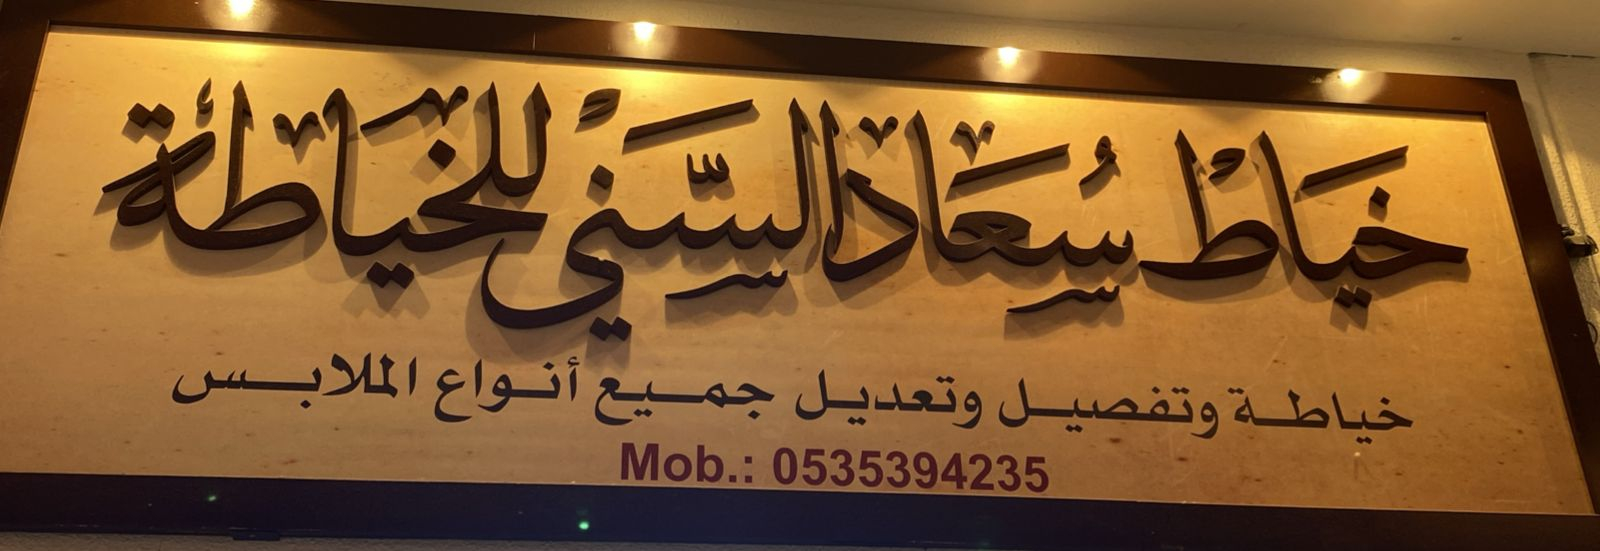 خياط سعاد السني للخياطة
خياطة وتفصيل وتعديل جميع أنواع الملابس
Mob.: 0535394235